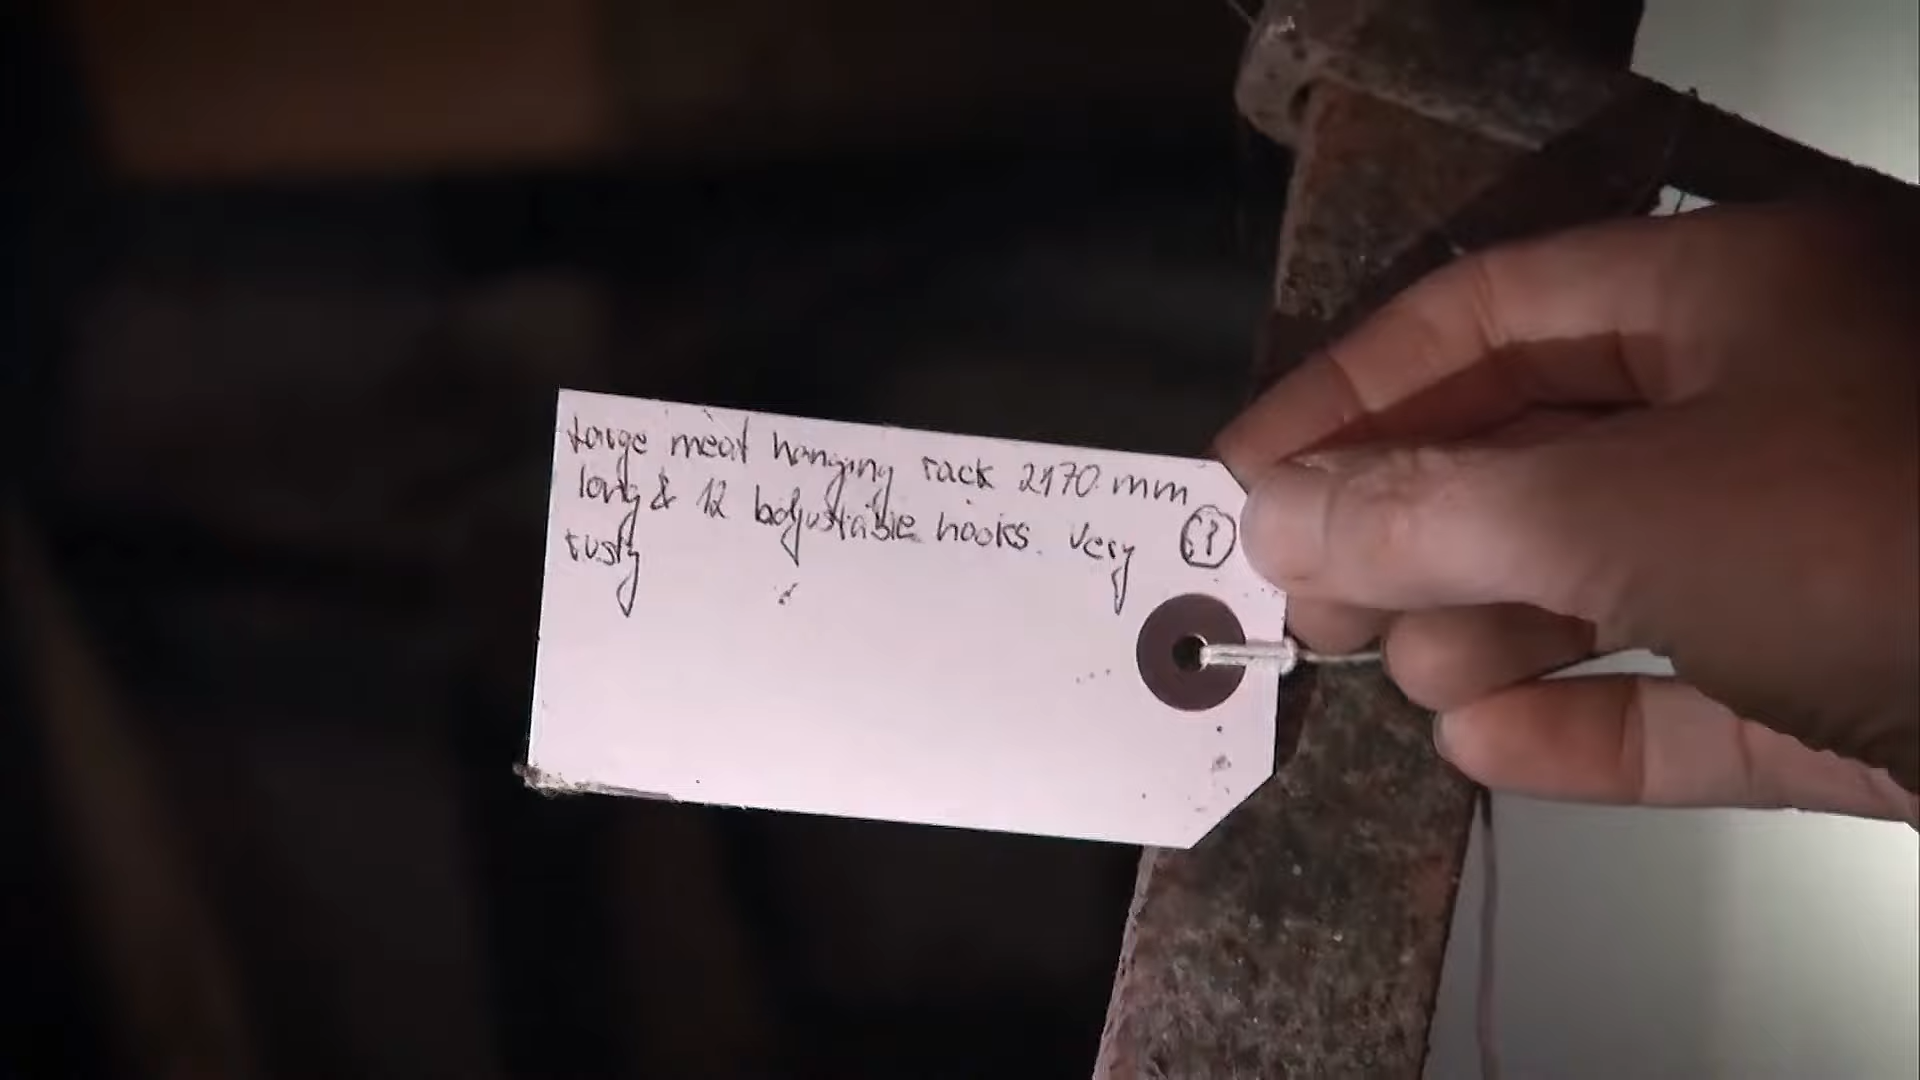 Large meat hanging rack 2170 mm
long & 12 adjustable hooks. Very
rusty